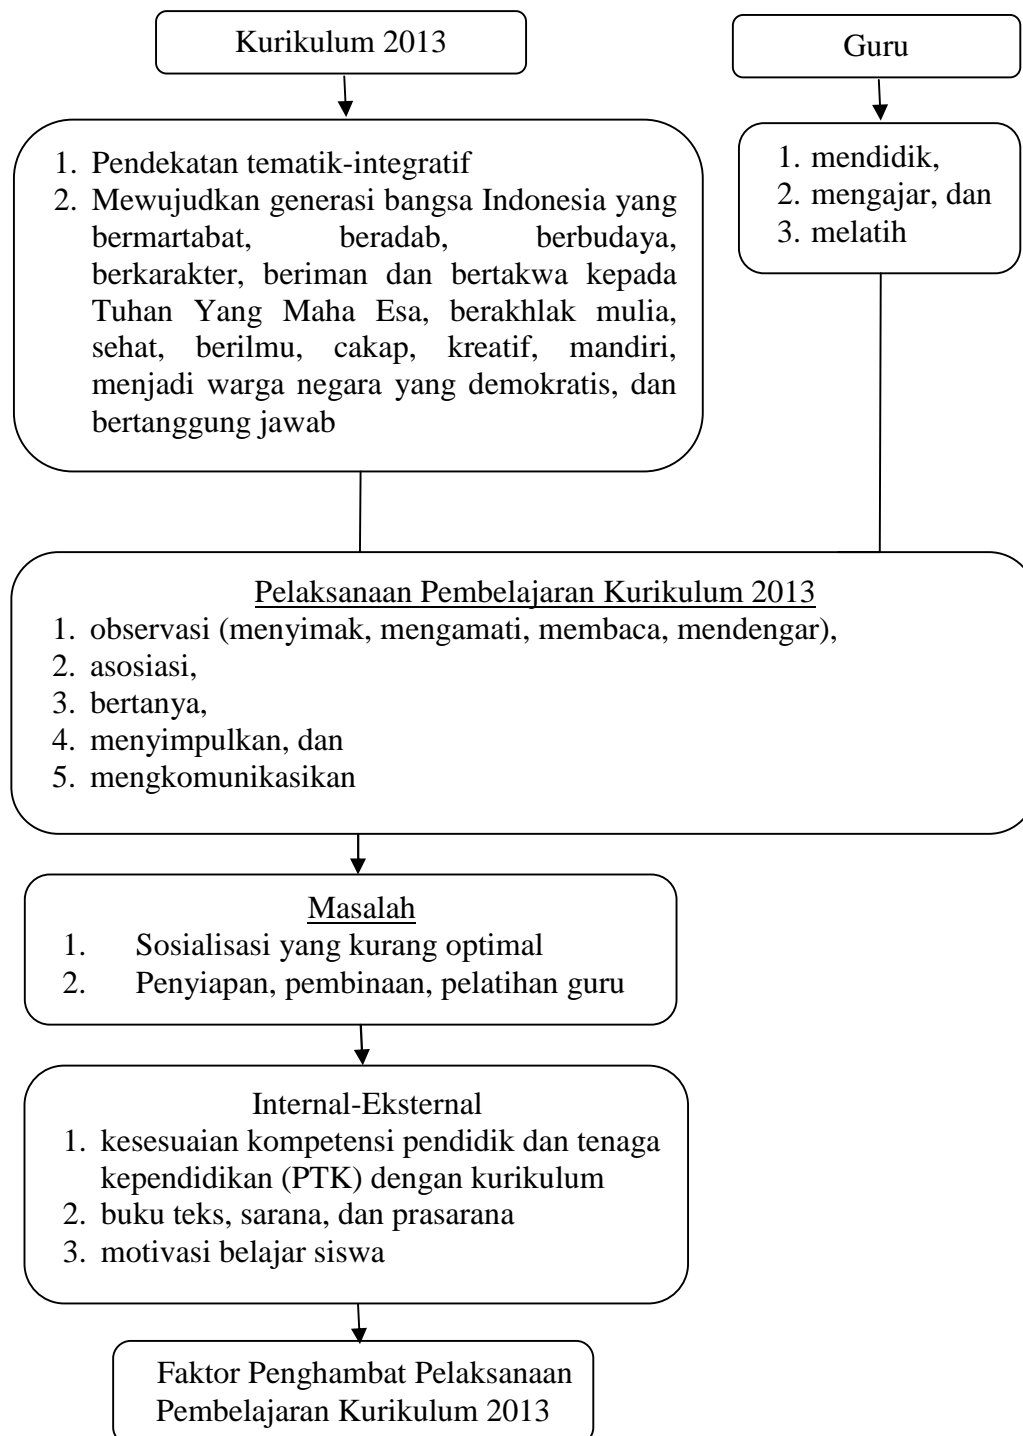 Kurikulum 2013
Guru
1. Pendekatan tematik-integratif
2. Mewujudkan generasi bangsa Indonesia yang
bermartabat, beradab, berbudaya,
berkarakter, beriman dan bertakwa kepada
Tuhan Yang Maha Esa, berakhlak mulia,
sehat, berilmu, cakap, kreatif, mandiri,
menjadi warga negara yang demokratis, dan
bertanggung jawab
1. mendidik,
2. mengajar, dan
3. melatih
Pelaksanaan Pembelajaran Kurikulum 2013
1. observasi (menyimak, mengamati, membaca, mendengar),
2. asosiasi,
3. bertanya,
4. menyimpulkan, dan
5. mengkomunikasikan
Masalah
1. Sosialisasi yang kurang optimal
2. Penyiapan, pembinaan, pelatihan guru
Internal-Eksternal
1. kesesuaian kompetensi pendidik dan tenaga
kependidikan (PTK) dengan kurikulum
2. buku teks, sarana, dan prasarana
3. motivasi belajar siswa
Faktor Penghambat Pelaksanaan
Pembelajaran Kurikulum 2013